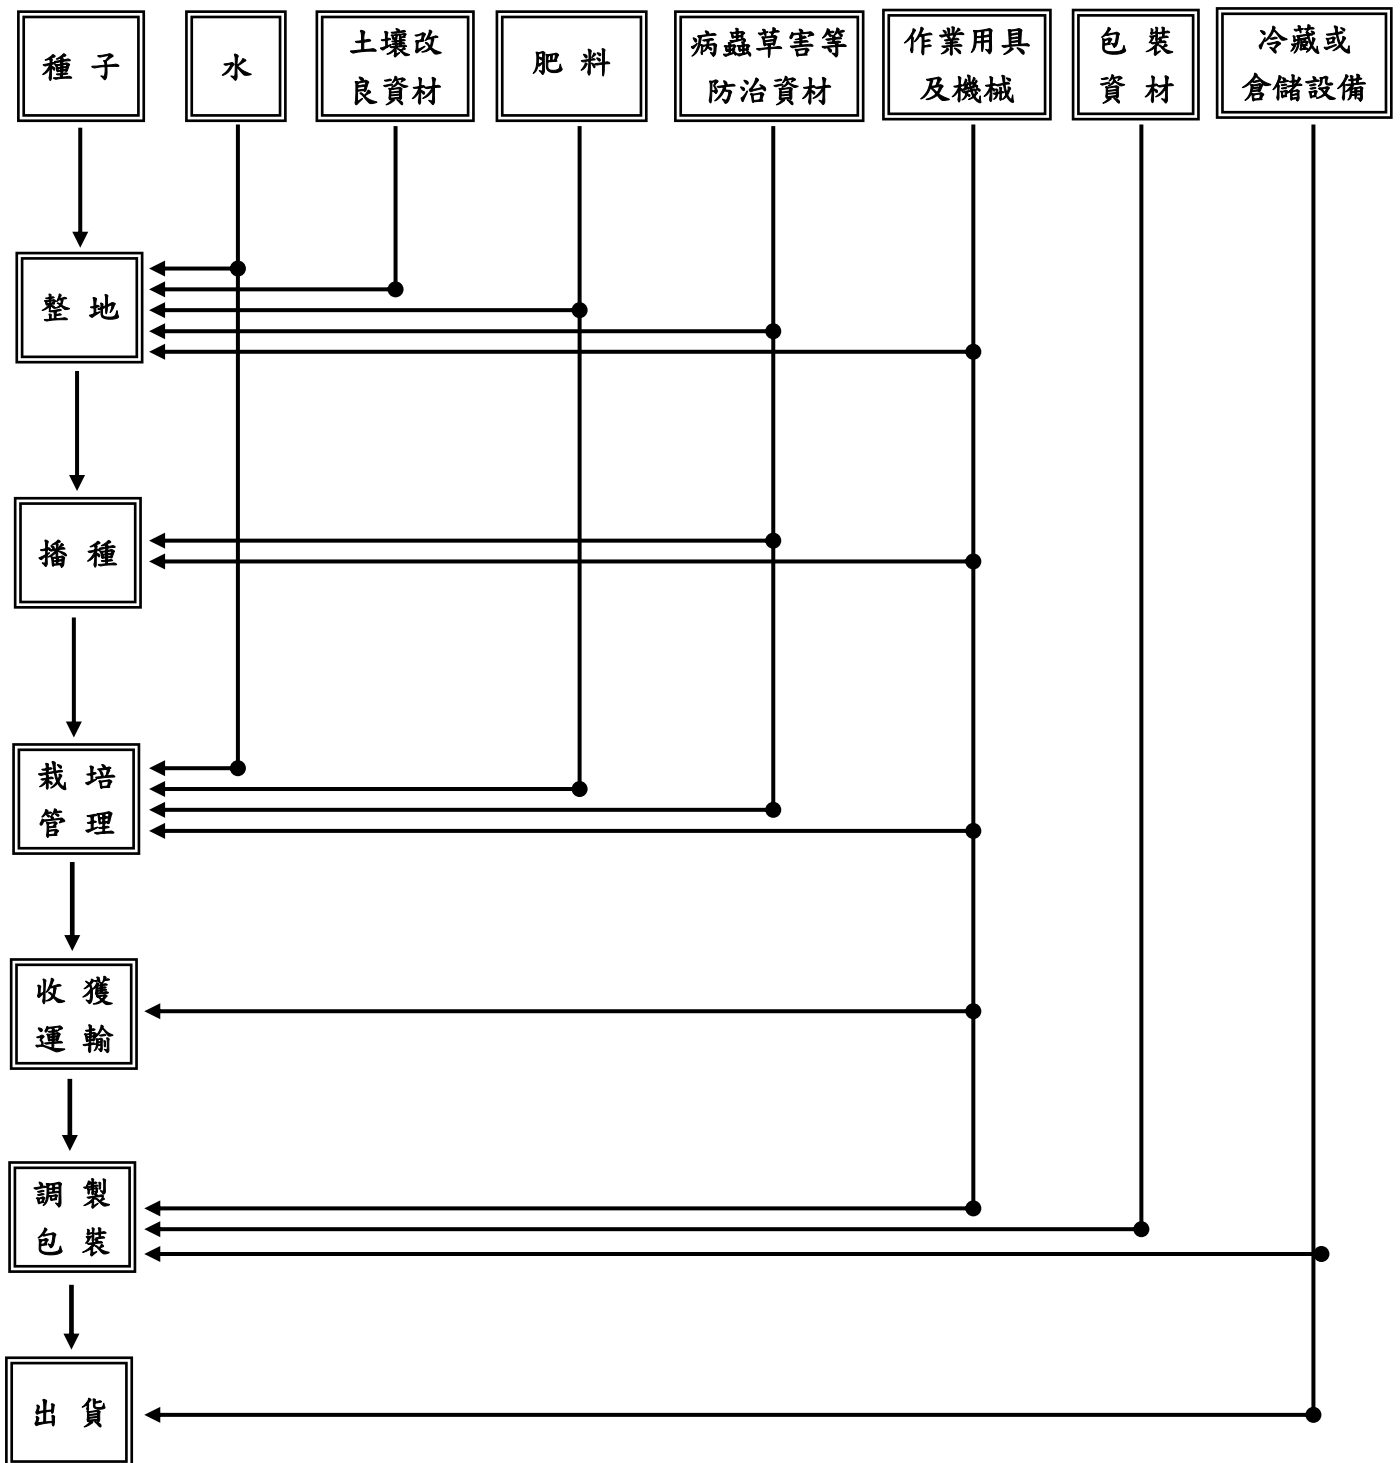 種子
水
土壤改
良資材
肥料
病蟲草害等
防治資材
作業用具
及機械
包裝
資材
冷藏或
倉儲設備
整地
播種
栽培
管理
收獲
運輸
調製
包裝
出貨